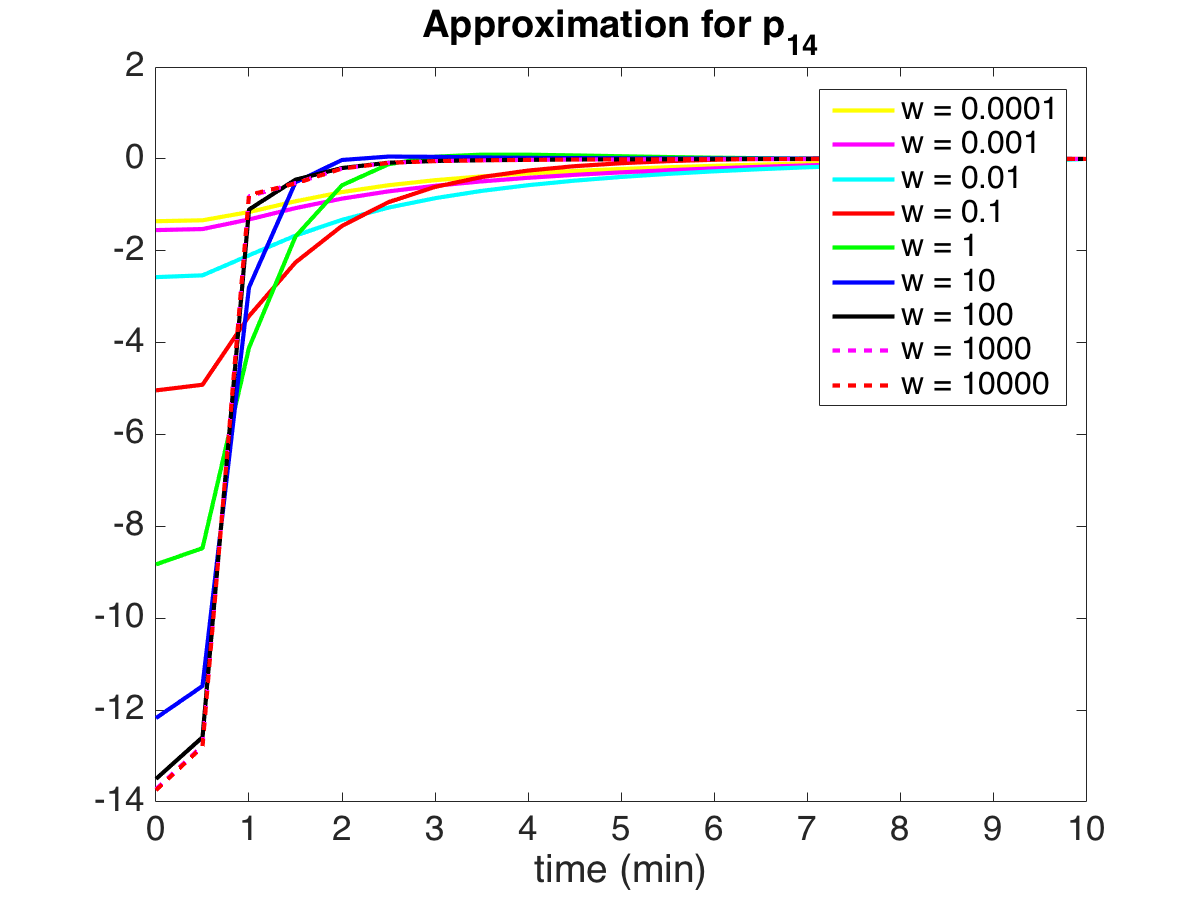 Approximation for p14
2
0
-2
-4
-6
-8
-10
-12
-14
w = 0.0001
w = 0.001
w = 0.01
w = 0.1
w = 1
w = 10
w = 100
w = 1000
w = 10000
0 1 2 3 4 5 6 7 8 9 10
time (min)